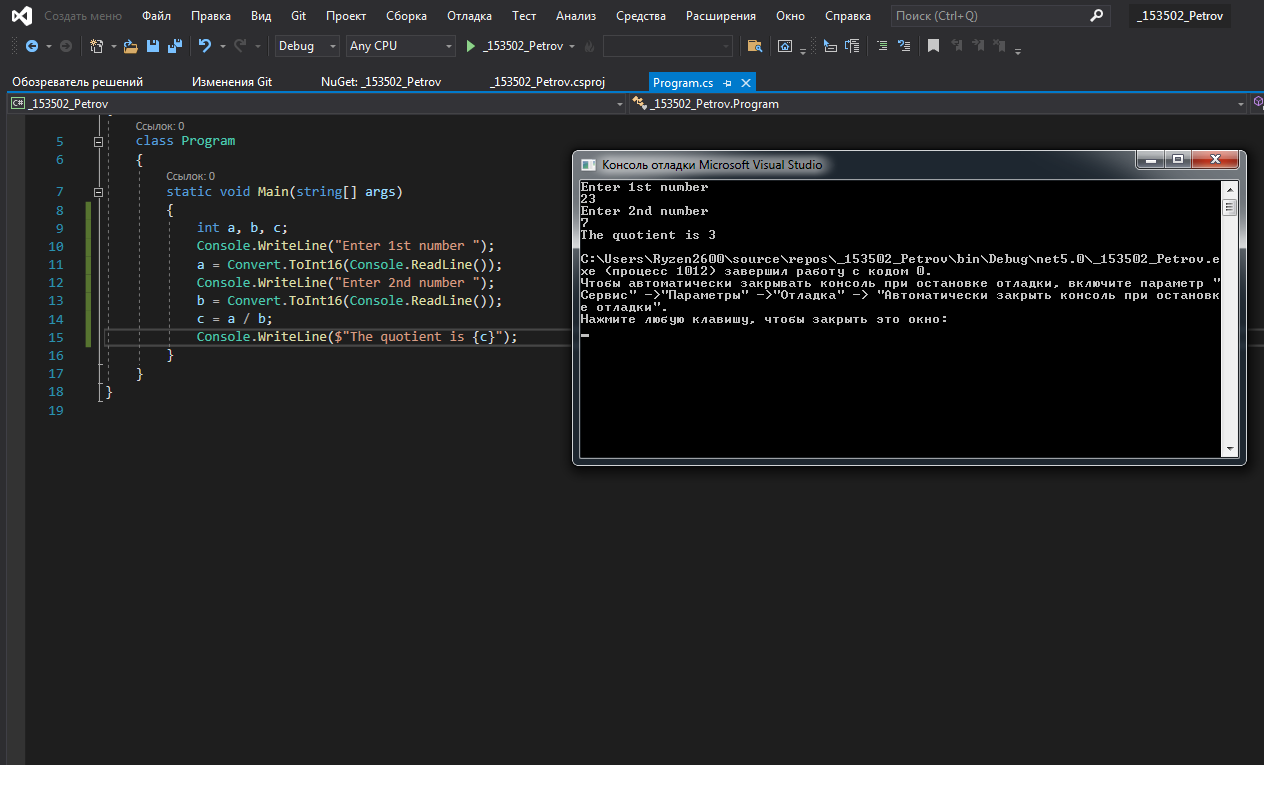 Создать меню Файл Правка Вид Git Проект Сборка Отладка Тест Анализ Средства Расширения Окно Справка Поиск (Ctrl+Q) _153502_Petrov
Debug Any CPU _153502_Petrov
Обозреватель решений Изменения Git NuGet: _153502_Petrov _153502_Petrov.csproj Program.cs
C# _153502_Petrov _153502_Petrov.Program
Ссылок: 0
5 class Program
6 {
Ссылок: 0
7 static void Main(string[] args)
8 {
9 int a, b, c;
10 Console.WriteLine("Enter 1st number ");
11 a = Convert.ToInt16(Console.ReadLine());
12 Console.WriteLine("Enter 2nd number ");
13 b = Convert.ToInt16(Console.ReadLine());
14 c = a / b;
15 Console.WriteLine($"The quotient is {c}");
16 }
17 }
18 }
19
Консоль отладки Microsoft Visual Studio
Enter 1st number
23
Enter 2nd number
7
The quotient is 3
C:\Users\Ryzen2600\source\repos\_153502_Petrov\bin\Debug\net5.0\_153502_Petrov.e
xe (процесс 1012) завершил работу с кодом 0.
Чтобы автоматически закрывать консоль при остановке отладки, включите параметр "
Сервис" ->"Параметры" ->"Отладка" -> "Автоматически закрыть консоль при остановк
е отладки".
Нажмите любую клавишу, чтобы закрыть это окно: